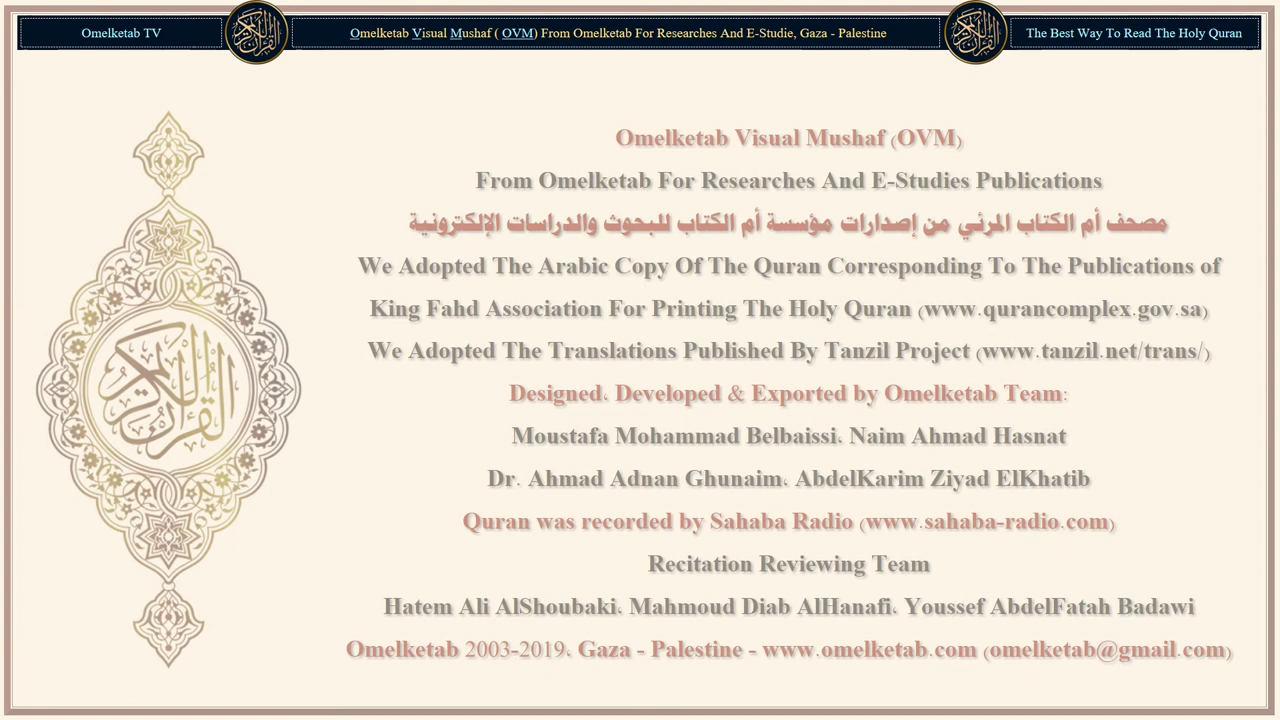 Omelketab TV
Omelketab Visual Mushaf ( OVM) From Omelketab For Researches And E-Studie, Gaza - Palestine
The Best Way To Read The Holy Quran
Omelketab Visual Mushaf (OVM)
From Omelketab For Researches And E-Studies Publications
مصحف أم الكتاب المرئي من إصدارات مؤسسة أم الكتاب للبحوث والدراسات الإلكترونية
We Adopted The Arabic Copy Of The Quran Corresponding To The Publications of
King Fahd Association For Printing The Holy Quran (www.qurancomplex.gov.sa)
We Adopted The Translations Published By Tanzil Project (www.tanzil.net/trans/)
Designed، Developed & Exported by Omelketab Team:
Moustafa Mohammad Belbaissi، Naim Ahmad Hasnat
Dr. Ahmad Adnan Ghunaim، AbdelKarim Ziyad ElKhatib
Quran was recorded by Sahaba Radio (www.sahaba-radio.com)
Recitation Reviewing Team
Hatem Ali AlShoubaki، Mahmoud Diab AlHanafi، Youssef AbdelFatah Badawi
Omelketab 2003-2019، Gaza - Palestine - www.omelketab.com (omelketab@gmail.com)
القرآن الكريم
القرآن الكريم
القرآن الكريم